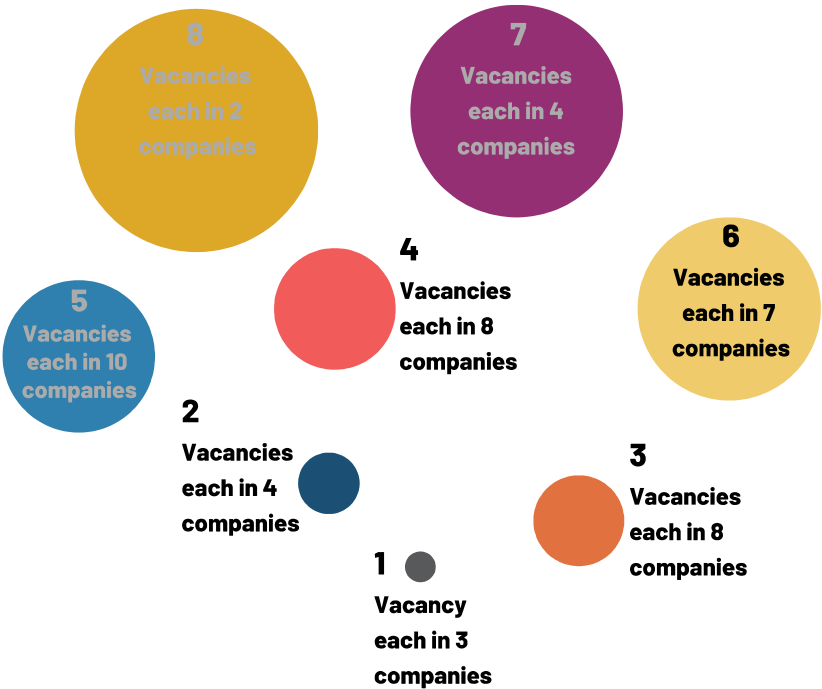 8
Vacancies
each in 2
companies
7
Vacancies
each in 4
companies
4
Vacancies
each in 8
companies
6
Vacancies
each in 7
companies
5
Vacancies
each in 10
companies
2
Vacancies
each in 4
companies
3
Vacancies
each in 8
companies
1
Vacancy
each in 3
companies